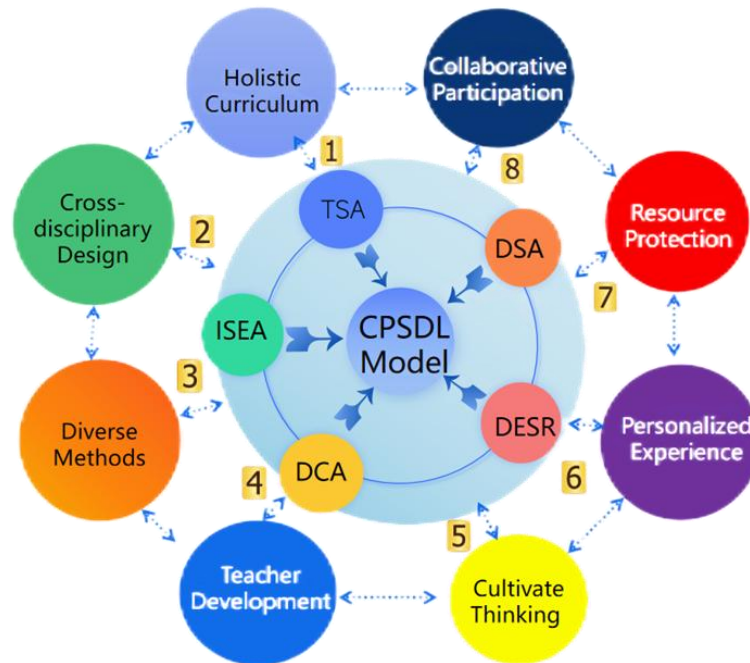 Holistic
Curriculum
Collaborative
Participation
1
8
Cross-
disciplinary
Design
2
TSA
DSA
Resource
Protection
7
ISEA
CPSDL
Model
3
Diverse
Methods
DESR
Personalized
Experience
6
DCA
4
5
Teacher
Development
Cultivate
Thinking